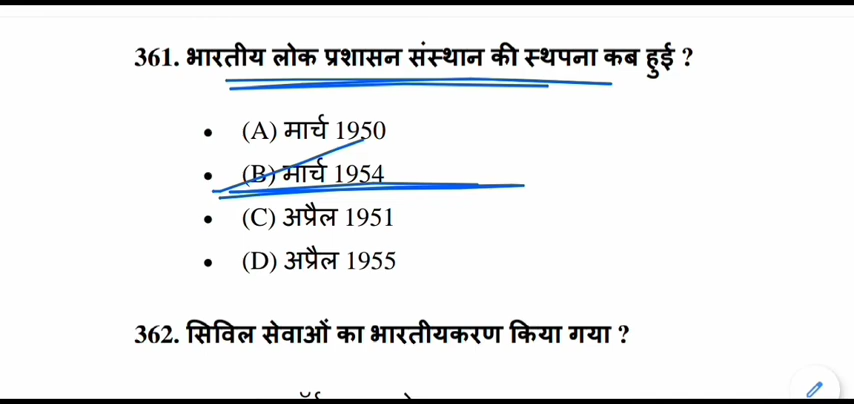 361. भारतीय लोक प्रशासन संस्थान की स्थपना कब हुई ?
• (A) मार्च 1950
• (B) मार्च 1954
• (C) अप्रैल 1951
• (D) अप्रैल 1955
362. सिविल सेवाओं का भारतीयकरण किया गया ?